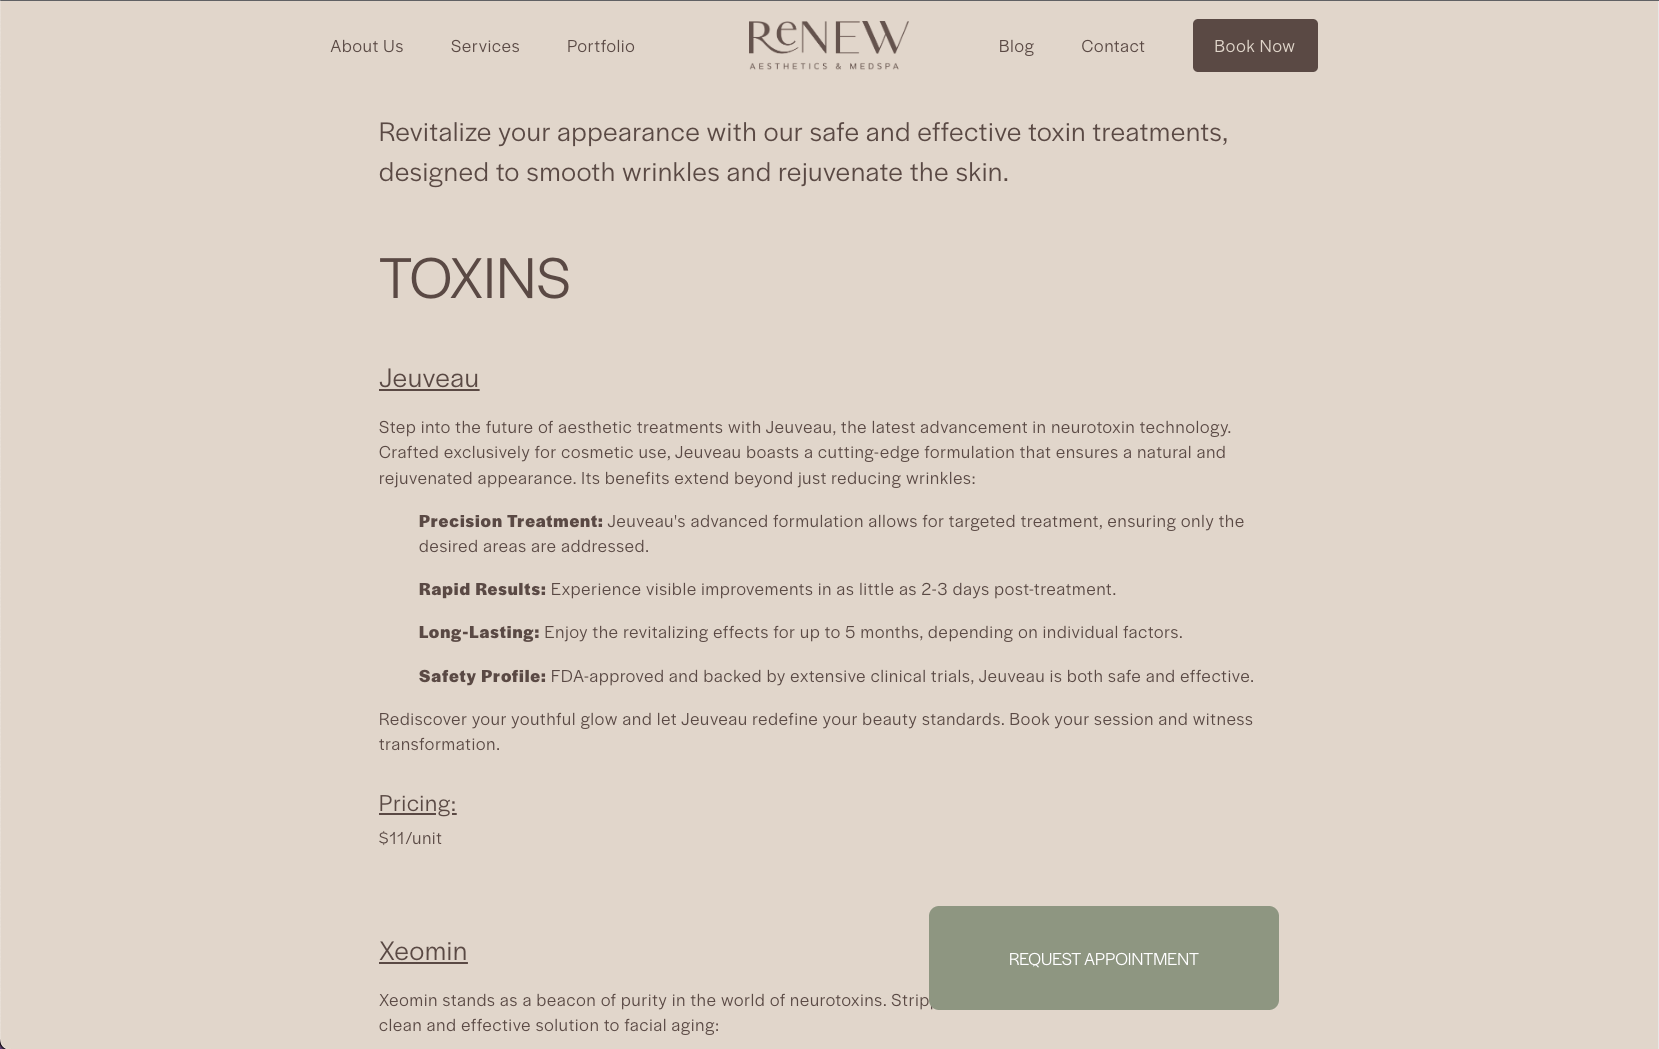 About Us
Services
Portfolio
ReNEW
AESTHETICS & MEDSPA
Blog
Contact
Book Now
Revitalize your appearance with our safe and effective toxin treatments,
designed to smooth wrinkles and rejuvenate the skin.
TOXINS
Jeuveau
Step into the future of aesthetic treatments with Jeuveau, the latest advancement in neurotoxin technology.
Crafted exclusively for cosmetic use, Jeuveau boasts a cutting-edge formulation that ensures a natural and
rejuvenated appearance. Its benefits extend beyond just reducing wrinkles:
Precision Treatment: Jeuveau's advanced formulation allows for targeted treatment, ensuring only the
desired areas are addressed.
Rapid Results: Experience visible improvements in as little as 2-3 days post-treatment.
Long-Lasting: Enjoy the revitalizing effects for up to 5 months, depending on individual factors.
Safety Profile: FDA-approved and backed by extensive clinical trials, Jeuveau is both safe and effective.
Rediscover your youthful glow and let Jeuveau redefine your beauty standards. Book your session and witness
transformation.
Pricing:
$11/unit
Xeomin
REQUEST APPOINTMENT
Xeomin stands as a beacon of purity in the world of neurotoxins.
clean and effective solution to facial aging: